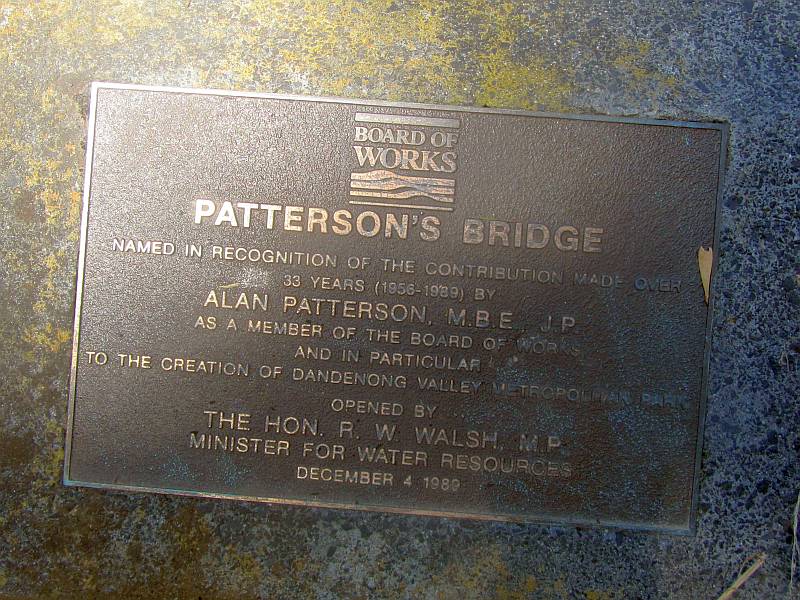 BOARD OF
WORKS
PATTERSON'S BRIDGE
NAMED IN RECOGNITION OF THE CONTRIBUTION MADE OVER
33 YEARS (1956-1989) BY
ALAN PATTERSON, M.B.E., J.P.
AS A MEMBER OF THE BOARD OF WORKS
AND IN PARTICULAR
TO THE CREATION OF DANDENONG VALLEY METROPOLITAN PARK
OPENED BY
THE HON. R. W. WALSH, M.P.
MINISTER FOR WATER RESOURCES
DECEMBER 4 1989